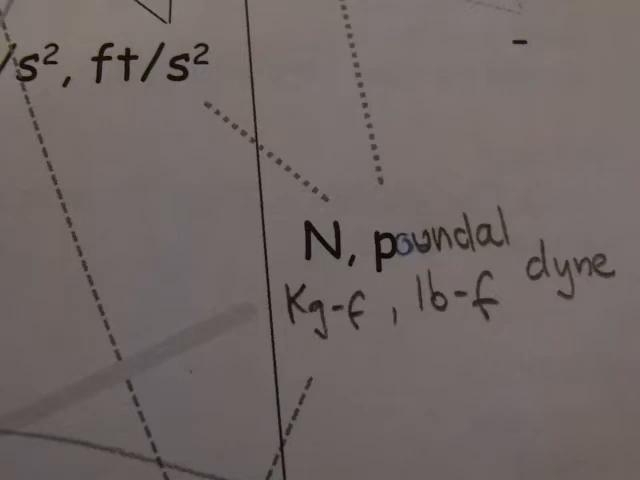 /s², ft/s²
-
N, poundal
dyne
Kg-f, lb-f